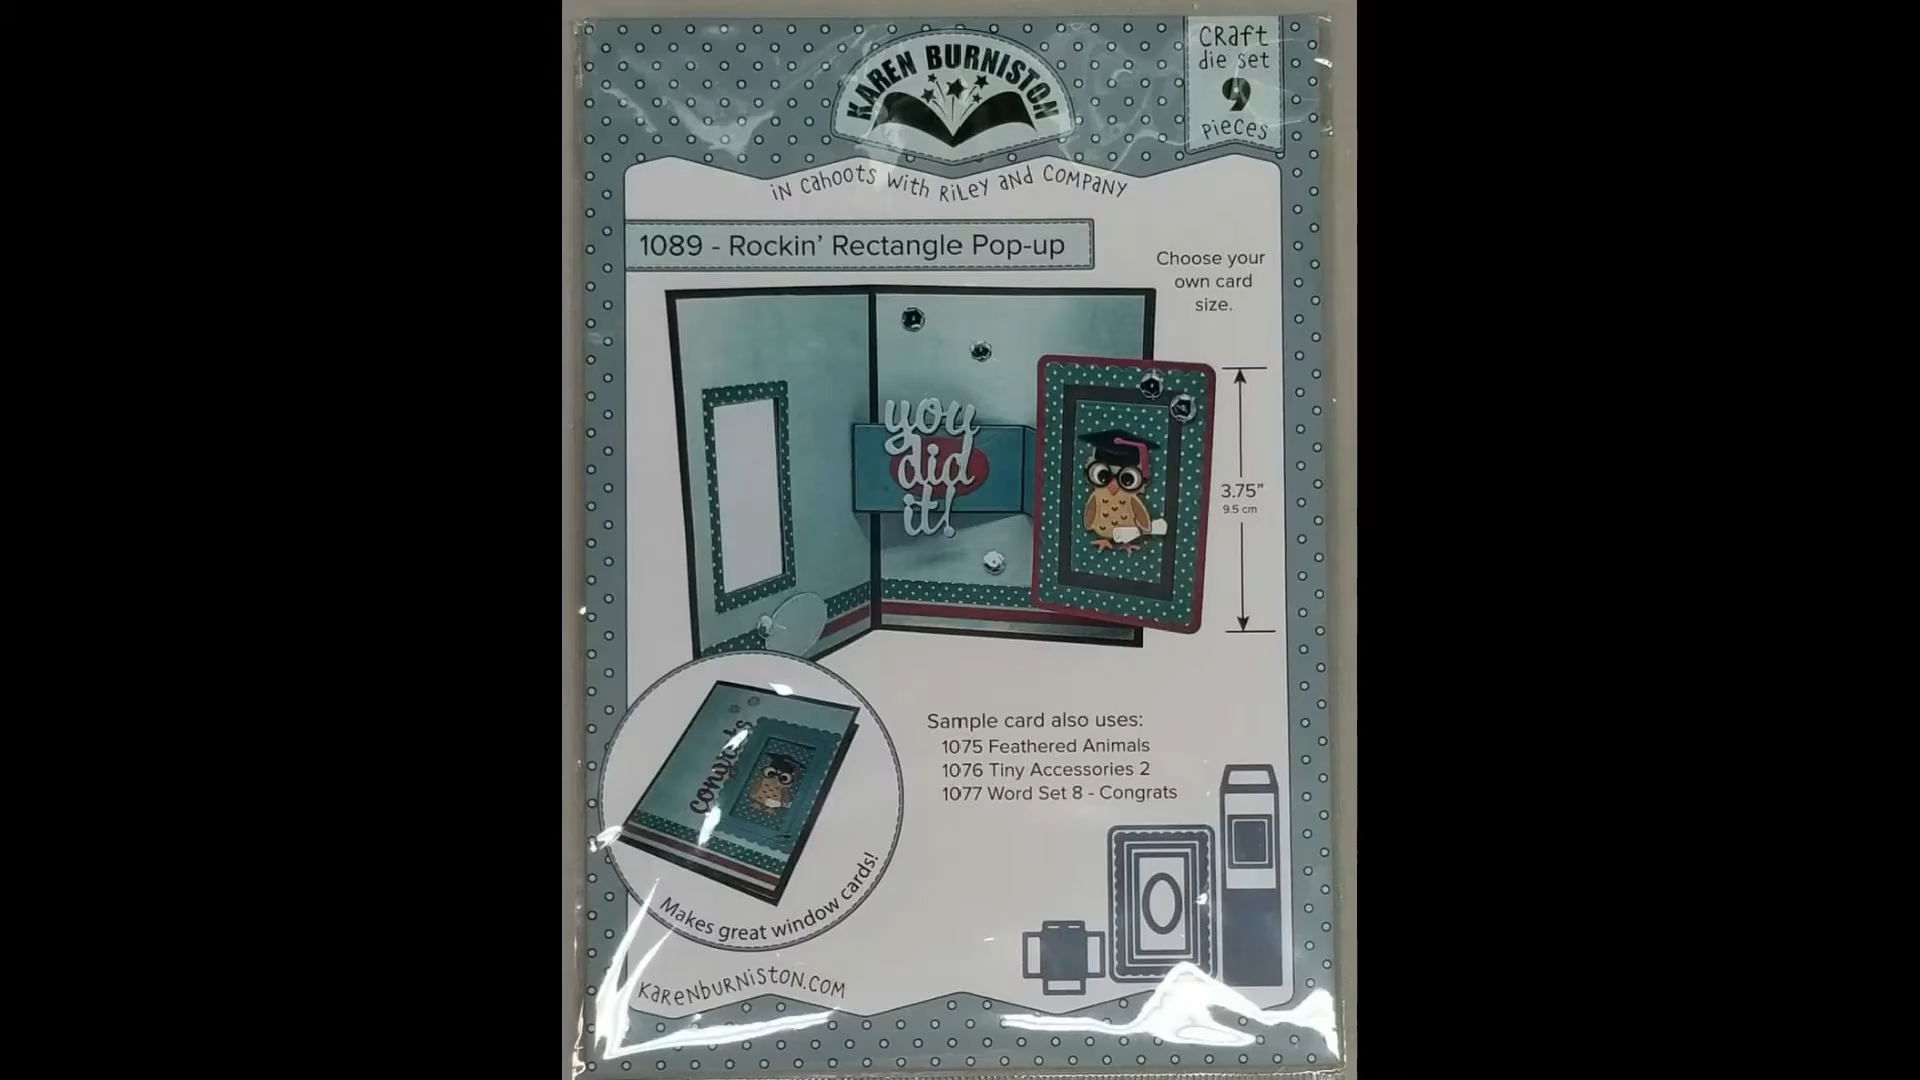 KAREN BURNISTON
CRaft
die set
9
pieces
iN cahoots with RiLeY aNd COMPaNY
1089 - Rockin' Rectangle Pop-up
Choose your
own card
size.
you
did
it!
3.75"
9.5 cm
congrats
Makes great window cards!
Sample card also uses:
1075 Feathered Animals
1076 Tiny Accessories 2
1077 Word Set 8 - Congrats
KaReNbuRNiStON.COM